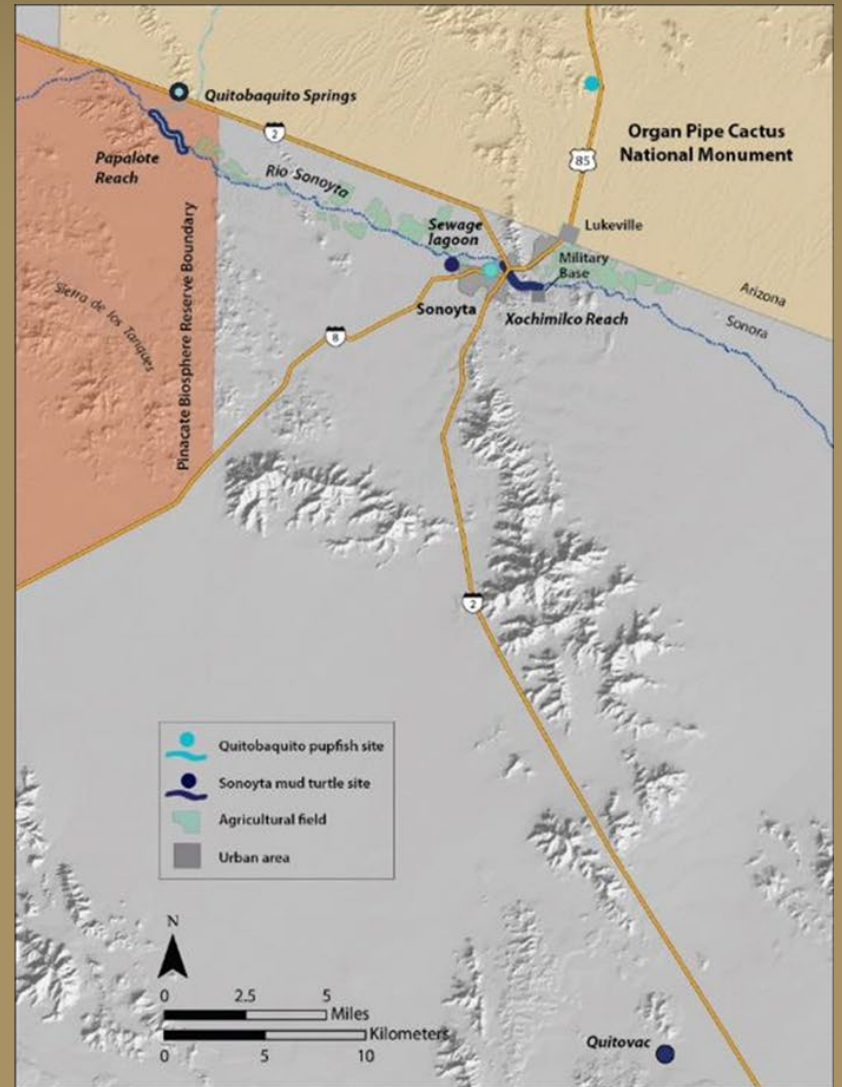 Quitobaquito Springs
2
Organ Pipe Cactus
National Monument
85
Papalote
Reach
Rio Sonoyta
Sewage
lagoon
Lukeville
Military
Base
Arizona
Sonora
Sonoyta
Xochimilco Reach
Pinacate Biosphere Reserve Boundary
Sierra de los Tanques
8
2
Quitobaquito pupfish site
Sonoyta mud turtle site
Agricultural field
Urban area
N
0 2.5 5
Miles
Kilometers
0 5 10
Quitovac